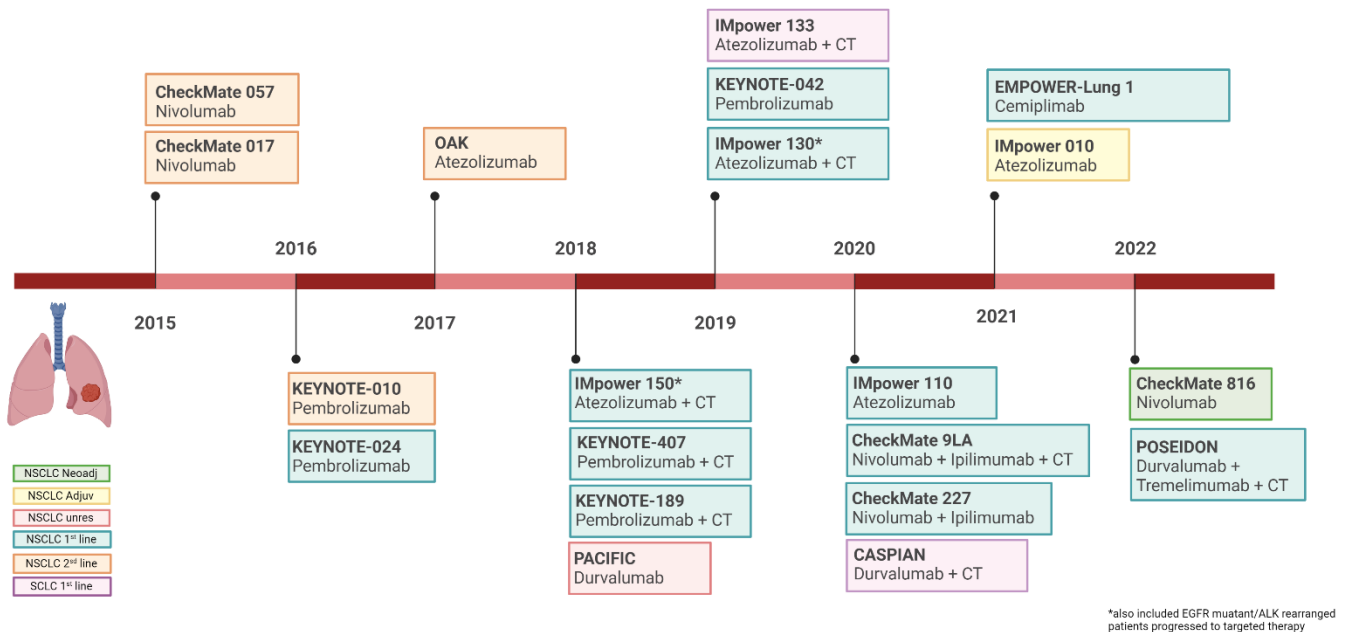 IMpower 133
Atezolizumab + CT
KEYNOTE-042
Pembrolizumab
IMpower 130*
Atezolizumab + CT
CheckMate 057
Nivolumab
CheckMate 017
Nivolumab
OAK
Atezolizumab
EMPOWER-Lung 1
Cemiplimab
IMpower 010
Atezolizumab
2016
2018
2020
2022
2015
2017
2019
2021
KEYNOTE-010
Pembrolizumab
KEYNOTE-024
Pembrolizumab
IMpower 150*
Atezolizumab + CT
KEYNOTE-407
Pembrolizumab + CT
KEYNOTE-189
Pembrolizumab + CT
PACIFIC
Durvalumab
IMpower 110
Atezolizumab
CheckMate 9LA
Nivolumab + Ipilimumab + CT
CheckMate 227
Nivolumab + Ipilimumab
CASPIAN
Durvalumab + CT
CheckMate 816
Nivolumab
POSEIDON
Durvalumab +
Tremelimumab + CT
NSCLC Neoadj
NSCLC Adjuv
NSCLC unres
NSCLC 1st line
NSCLC 2nd line
SCLC 1st line
*also included EGFR muatant/ALK rearranged
patients progressed to targeted therapy